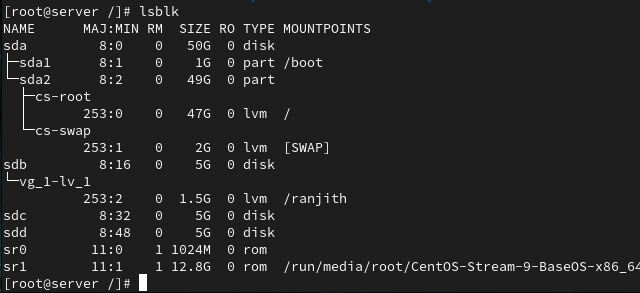 [root@server /]# lsblk
NAME MAJ:MIN RM SIZE RO TYPE MOUNTPOINTS
sda 8:0 0 50G 0 disk
├─sda1 8:1 0 1G 0 part /boot
└─sda2 8:2 0 49G 0 part
├─cs-root
253:0 0 47G 0 lvm /
└─cs-swap
253:1 0 2G 0 lvm [SWAP]
sdb 8:16 0 5G 0 disk
└─vg_1-lv_1
253:2 0 1.5G 0 lvm /ranjith
sdc 8:32 0 5G 0 disk
sdd 8:48 0 5G 0 disk
sr0 11:0 1 1024M 0 rom
sr1 11:1 1 12.8G 0 rom /run/media/root/CentOS-Stream-9-BaseOS-x86_64
[root@server /]#